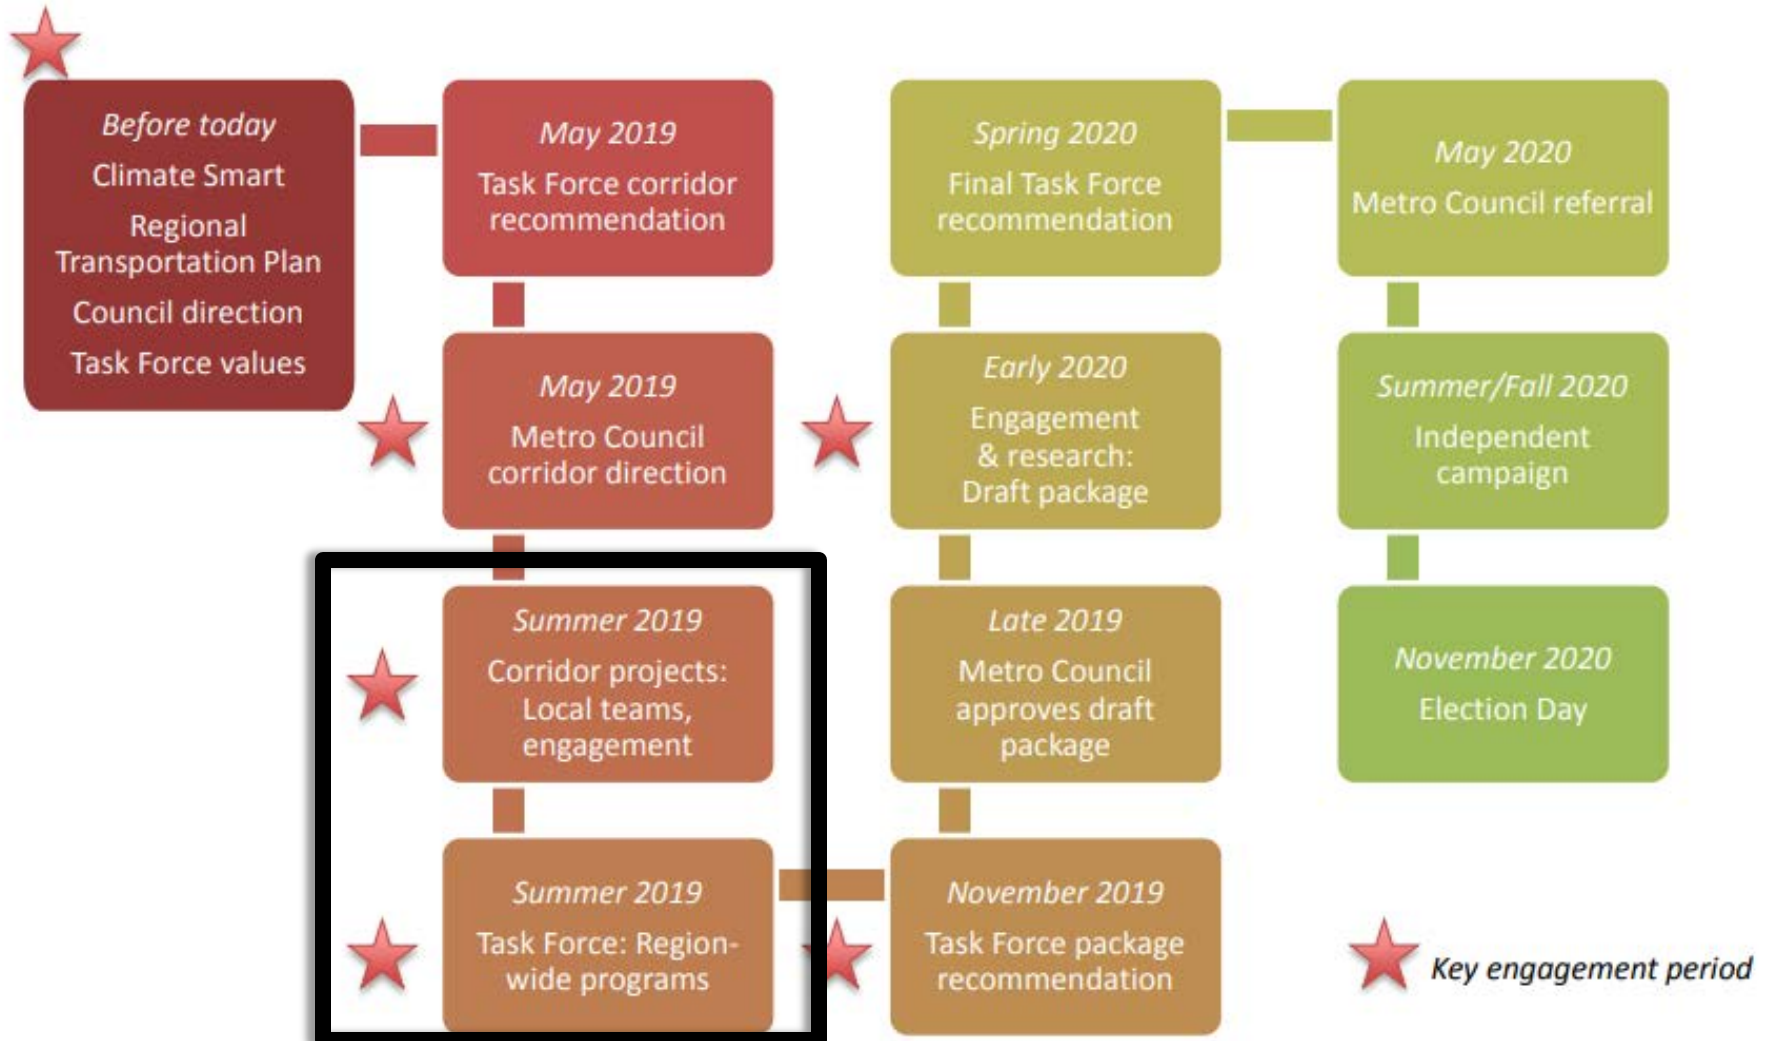 Before today
Climate Smart
Regional
Transportation Plan
Council direction
Task Force values
May 2019
Task Force corridor
recommendation
May 2019
Metro Council
corridor direction
Summer 2019
Corridor projects:
Local teams,
engagement
Summer 2019
Task Force: Region-
wide programs
November 2019
Task Force package
recommendation
Late 2019
Metro Council
approves draft
package
Early 2020
Engagement
& research:
Draft package
Spring 2020
Final Task Force
recommendation
May 2020
Metro Council referral
Summer/Fall 2020
Independent
campaign
November 2020
Election Day
Key engagement period